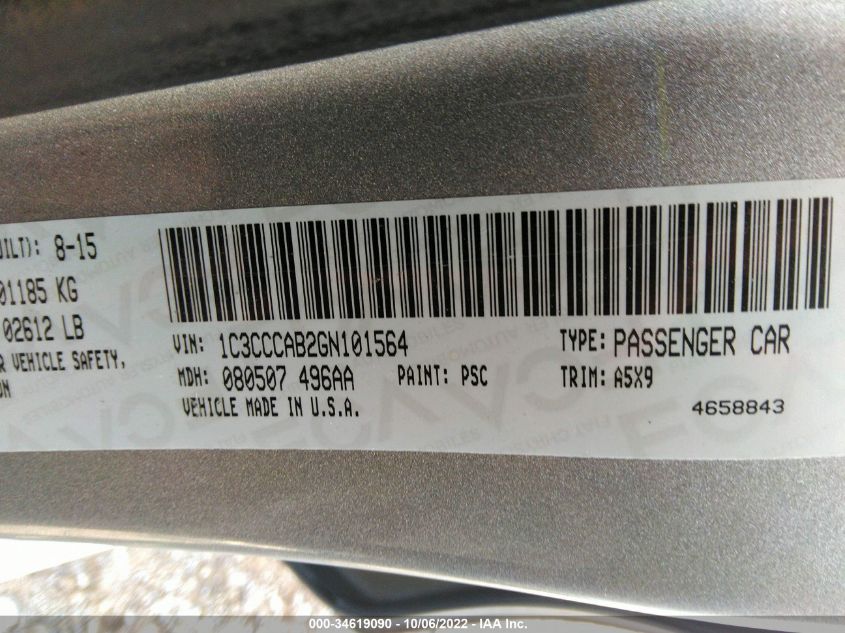 UILT): 8-15
01185 KG
02612 LB
R VEHICLE SAFETY,
ON
VIN: 1C3CCCAB2GN101564 TYPE: PASSENGER CAR
MDH: 080507 496AA PAINT: PSC TRIM: A5X9
VEHICLE MADE IN U.S.A.
4658843
000-34619090 - 10/06/2022 - IAA Inc.